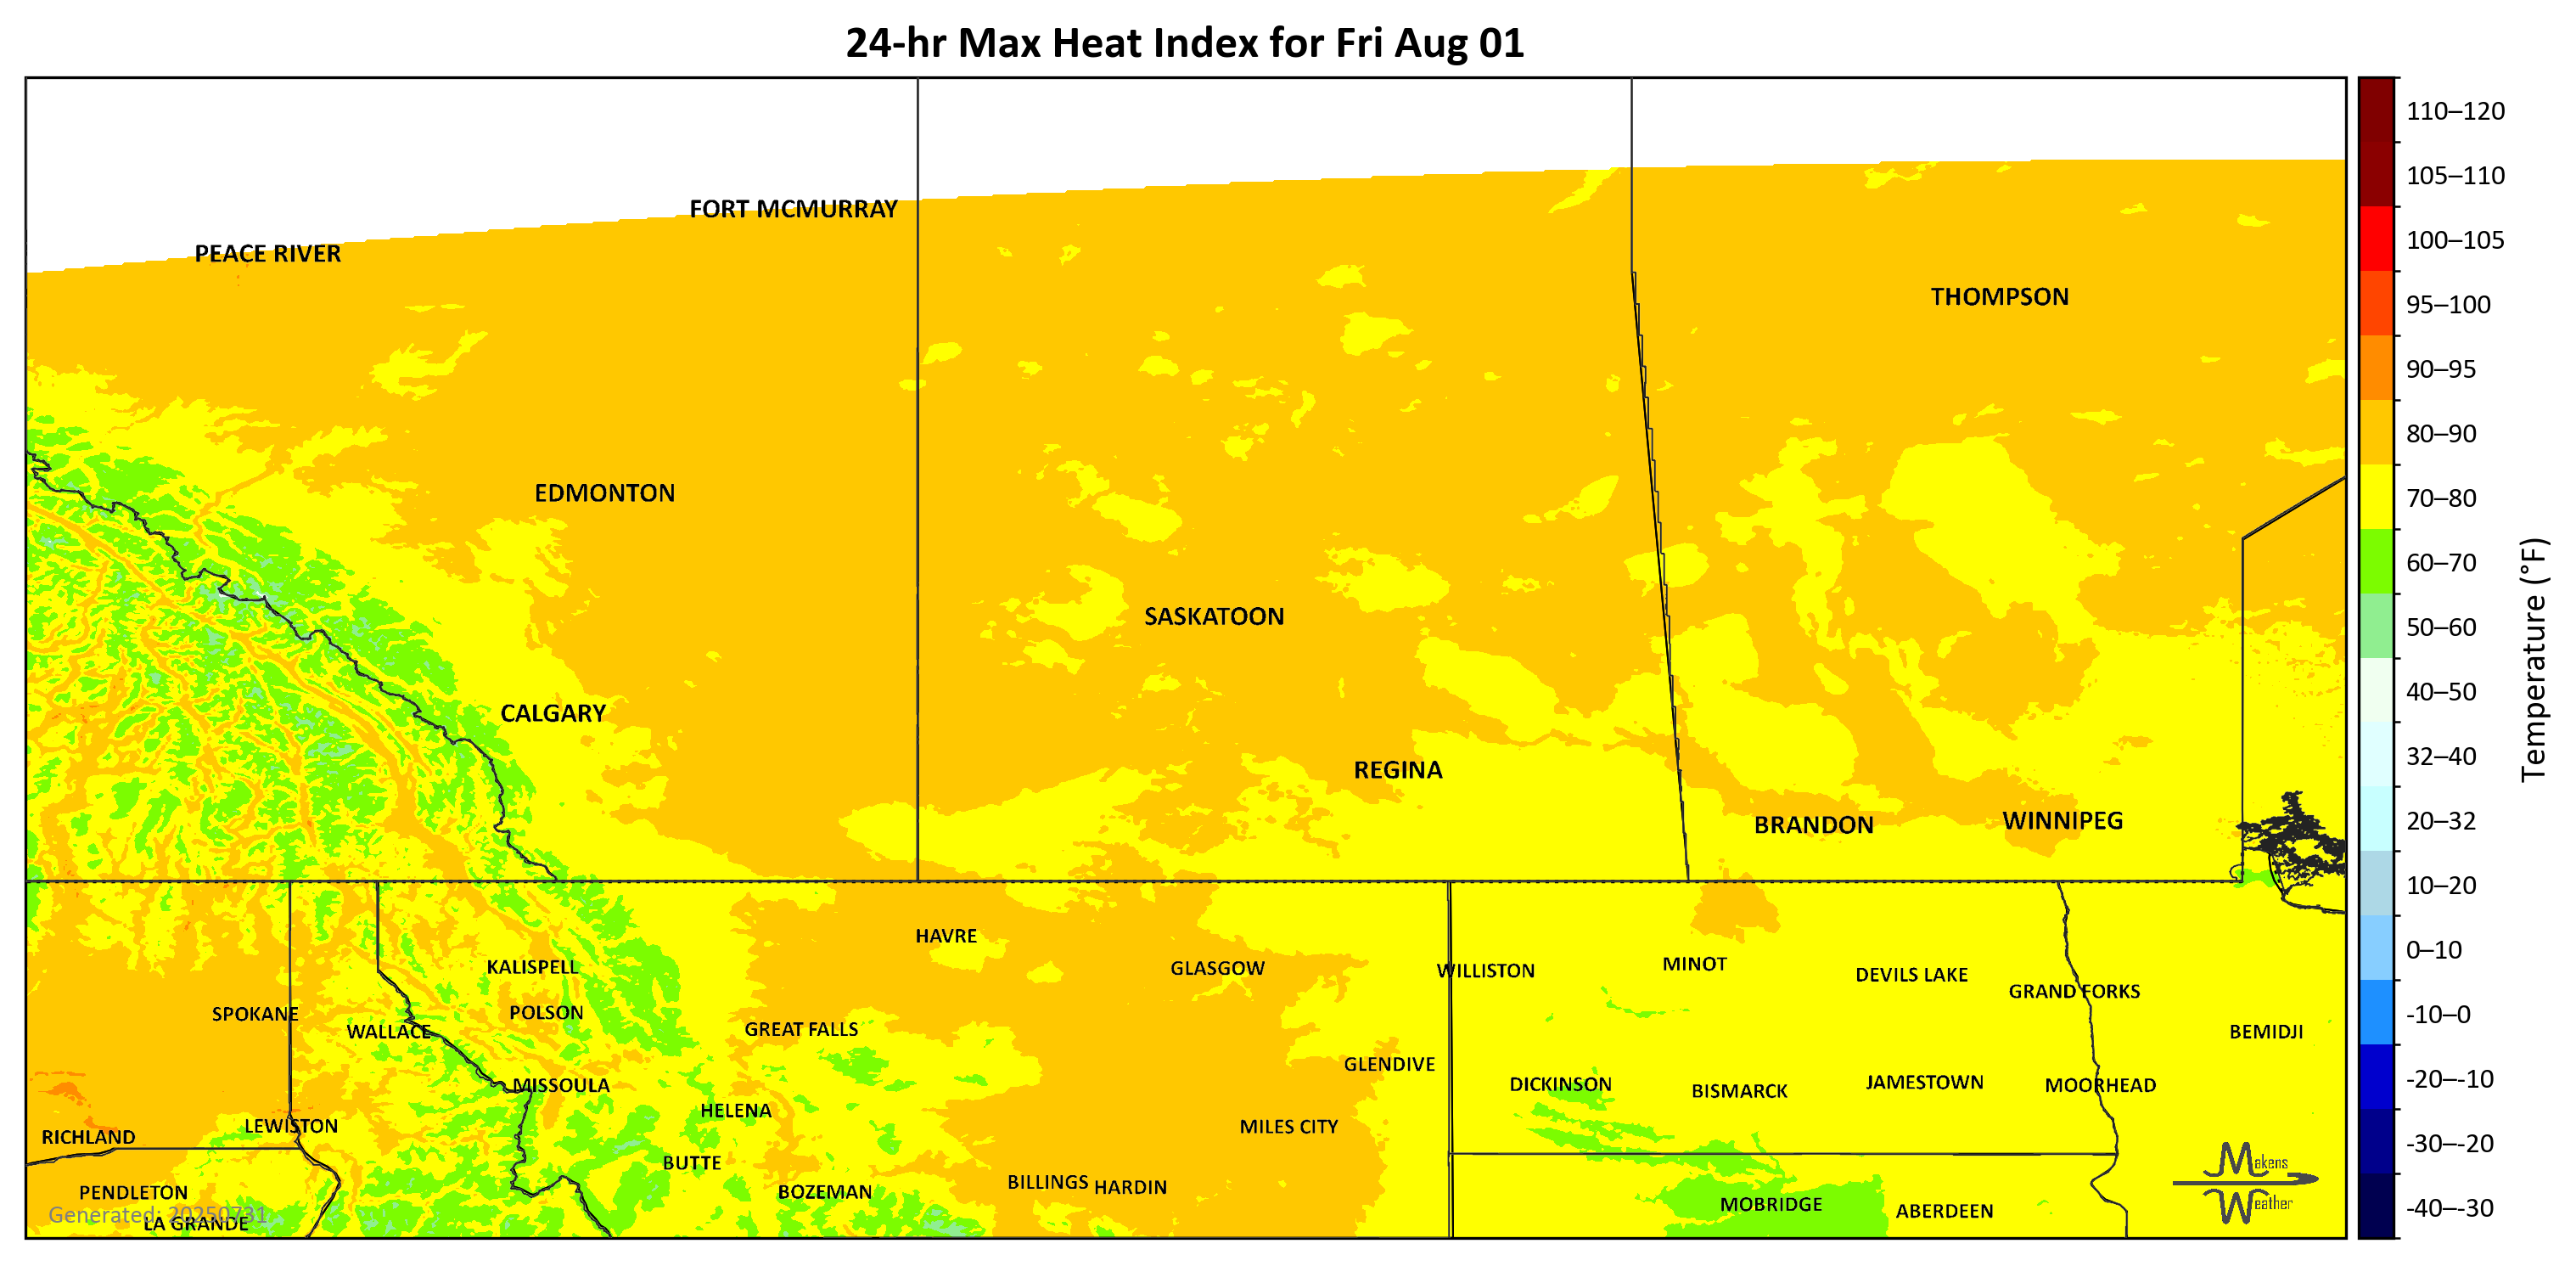 24-hr Max Heat Index for Fri Aug 01
110–120
105–110
FORT MCMURRAY
100–105
PEACE RIVER
THOMPSON
95–100
90–95
80–90
EDMONTON
70–80
60–70
SASKATOON
50–60
40–50
CALGARY
32–40
REGINA
20–32
BRANDON
WINNIPEG
10–20
0–10
-10–0
-20–-10
-30–-20
-40–-30
Temperature (°F)
HAVRE
KALISPELL
GLASGOW
WILLISTON
MINOT
DEVILS LAKE
GRAND FORKS
SPOKANE
POLSON
WALLACE
GREAT FALLS
BEMIDJI
GLENDIVE
MISSOULA
DICKINSON
BISMARCK
JAMESTOWN
MOORHEAD
HELENA
LEWISTON
MILES CITY
RICHLAND
BUTTE
Makens
Weather
PENDLETON
BOZEMAN
BILLINGS
HARDIN
MOBRIDGE
ABERDEEN
Generated: 20250731
LA GRANDE